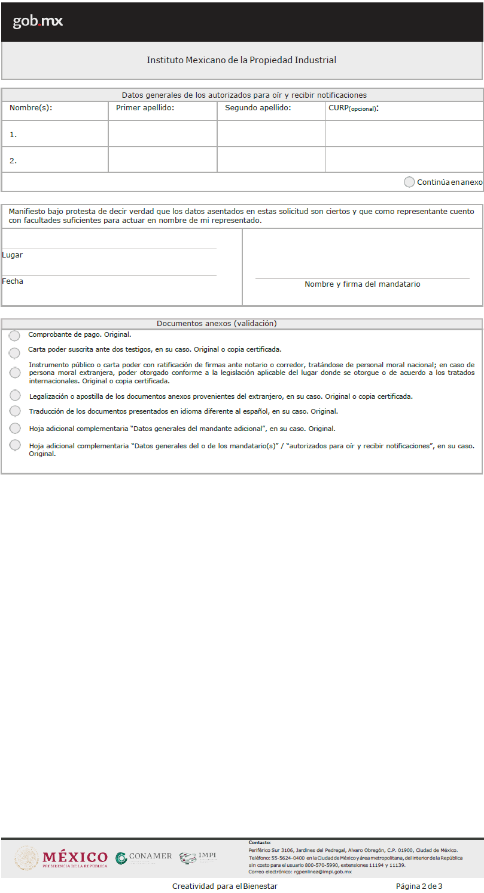 gob.mx
Instituto Mexicano de la Propiedad Industrial
Datos generales de los autorizados para oír y recibir notificaciones
Nombre(s): Primer apellido: Segundo apellido: CURP(opcional):
1.
2.
Continúa en anexo
Manifiesto bajo protesta de decir verdad que los datos asentados en estas solicitud son ciertos y que como representante cuento
con facultades suficientes para actuar en nombre de mi representado.
Lugar
Fecha
Nombre y firma del mandatario
Documentos anexos (validación)
Comprobante de pago. Original.
Carta poder suscrita ante dos testigos, en su caso. Original o copia certificada.
Instrumento público o carta poder con ratificación de firmas ante notario o corredor, tratándose de personal moral nacional; en caso de
persona moral extranjera, poder otorgado conforme a la legislación aplicable del lugar donde se otorgue o de acuerdo a los tratados
internacionales. Original o copia certificada.
Legalización o apostilla de los documentos anexos provenientes del extranjero, en su caso. Original o copia certificada.
Traducción de los documentos presentados en idioma diferente al español, en su caso. Original.
Hoja adicional complementaria "Datos generales del mandante adicional", en su caso. Original.
Hoja adicional complementaria "Datos generales del o de los mandatario(s)" / "autorizados para oír y recibir notificaciones", en su caso.
Original.
MÉXICO
PRESIDENCIA DE LA REPÚBLICA
CONAMER
IMPI
Contacto:
Periférico Sur 3106, Jardines del Pedregal, Alvaro Obregón, C.P. 01900, Ciudad de México.
Teléfono: 55-5624-0400 en la Ciudad de México y área metropolitana, del interior de la República
sin costo para el usuario 800-570-5990, extensiones 11194 y 11139.
Correo electrónico: rgpenlinea@impi.gob.mx
Creatividad para el Bienestar
Página 2 de 3